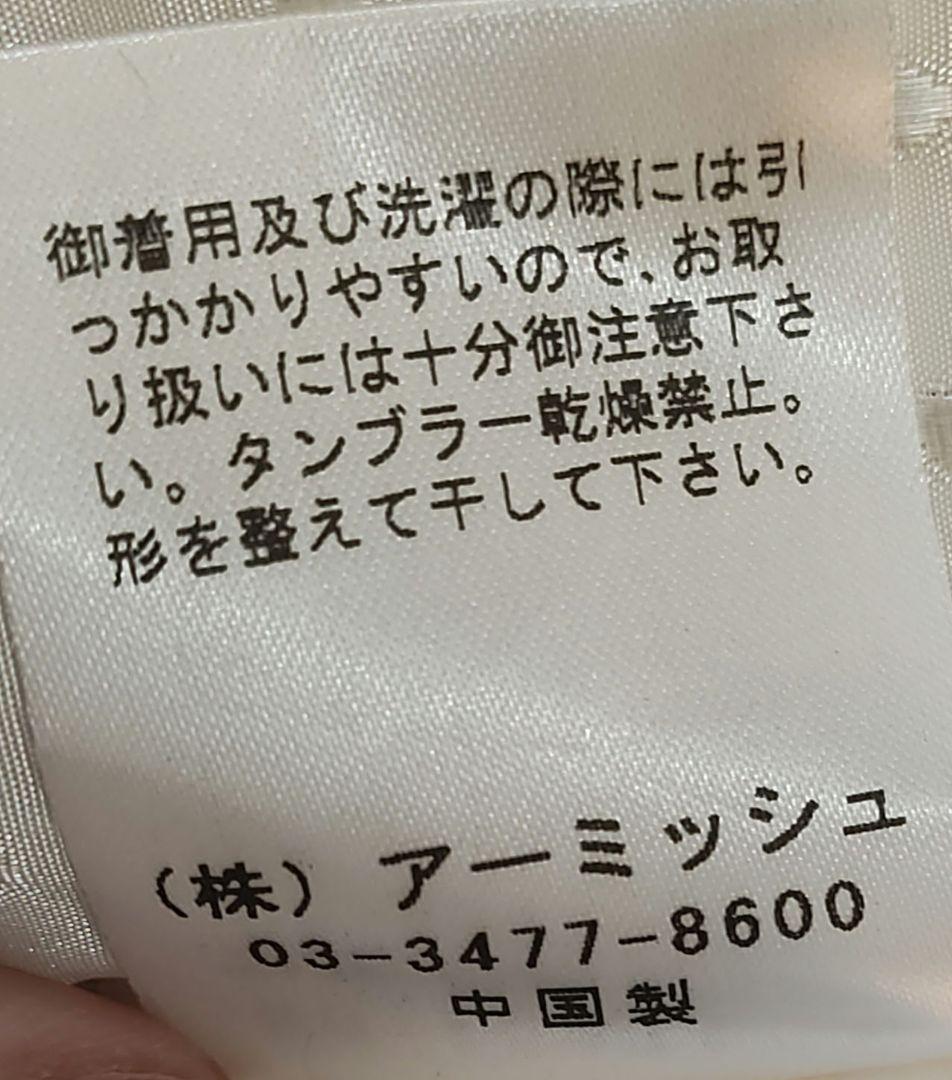 御着用及び洗濯の際には引
っかかりやすいので、お取
り扱いには十分御注意下さ
い。タンブラー乾燥禁止。
形を整えて干して下さい。
(株) アーミッシュ
03-3477-8600
中国製